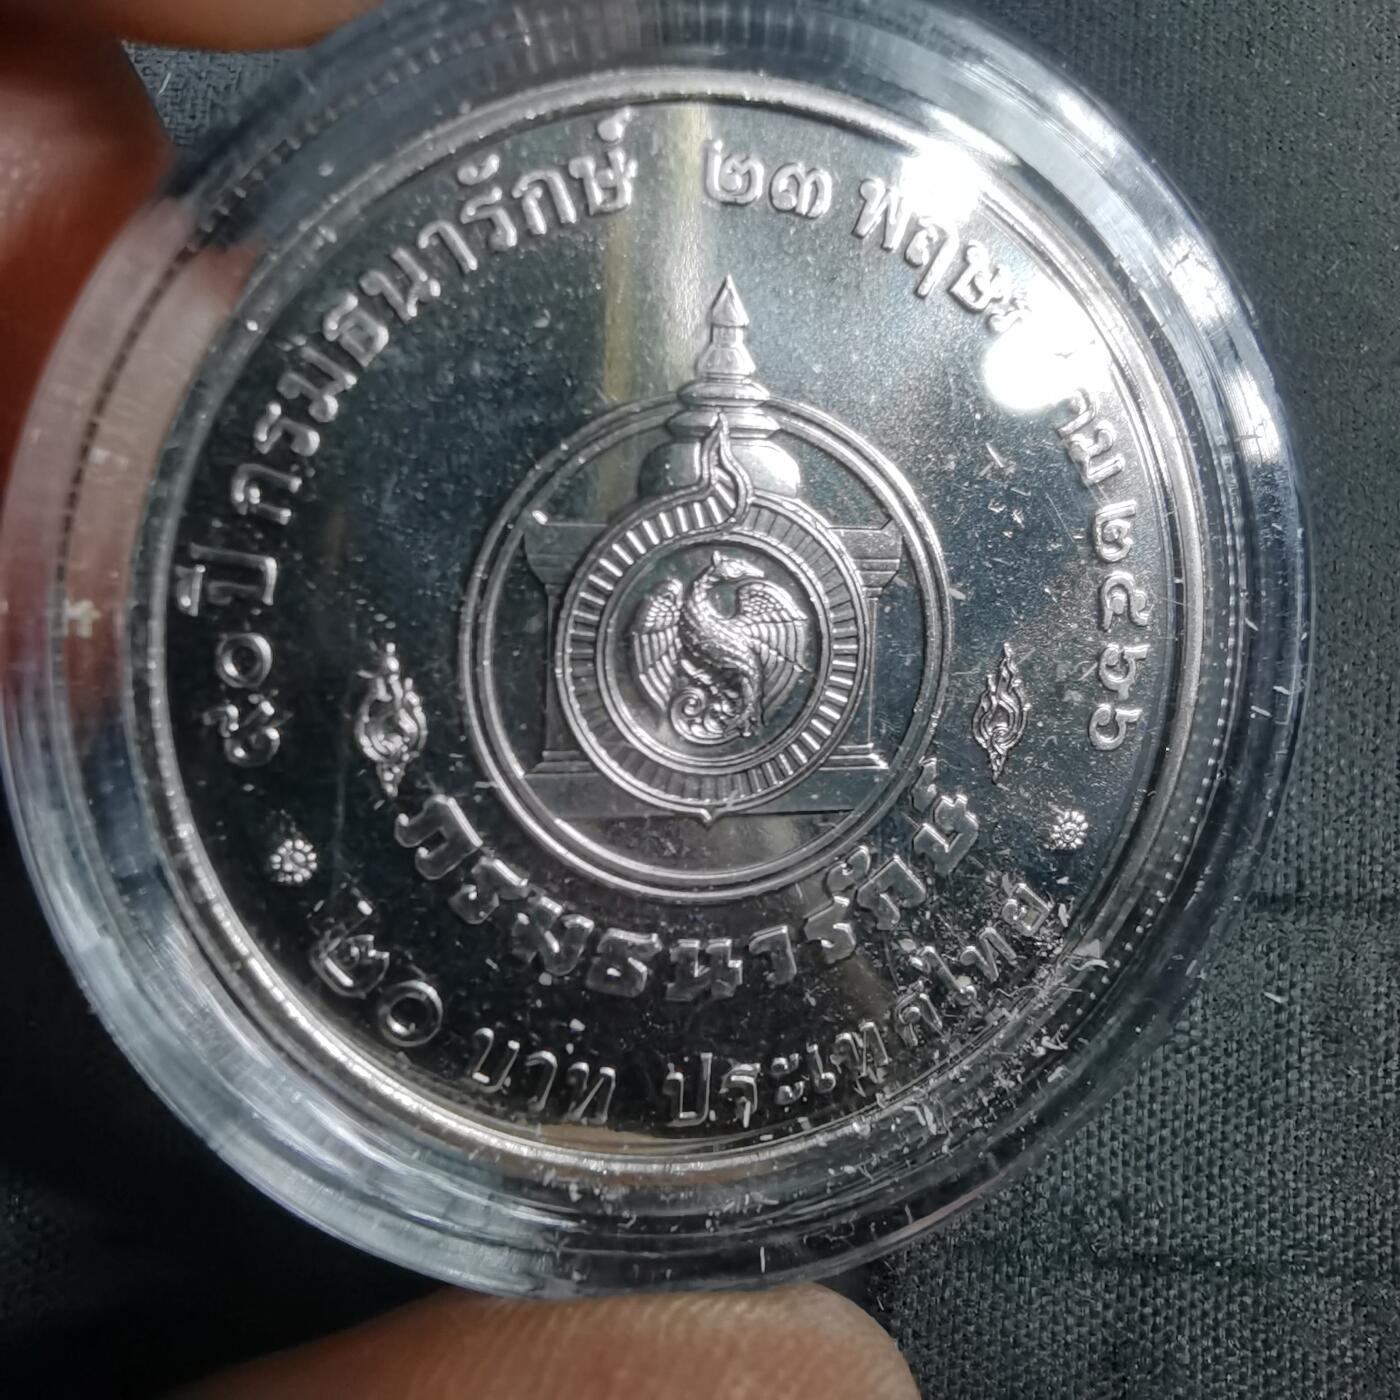 ๘๐ ปี กรมธนารักษ์ ๒๓ พฤษภาคม ๒๕๕๖
กรมธนารักษ์
๒๐ บาท ประเทศไทย